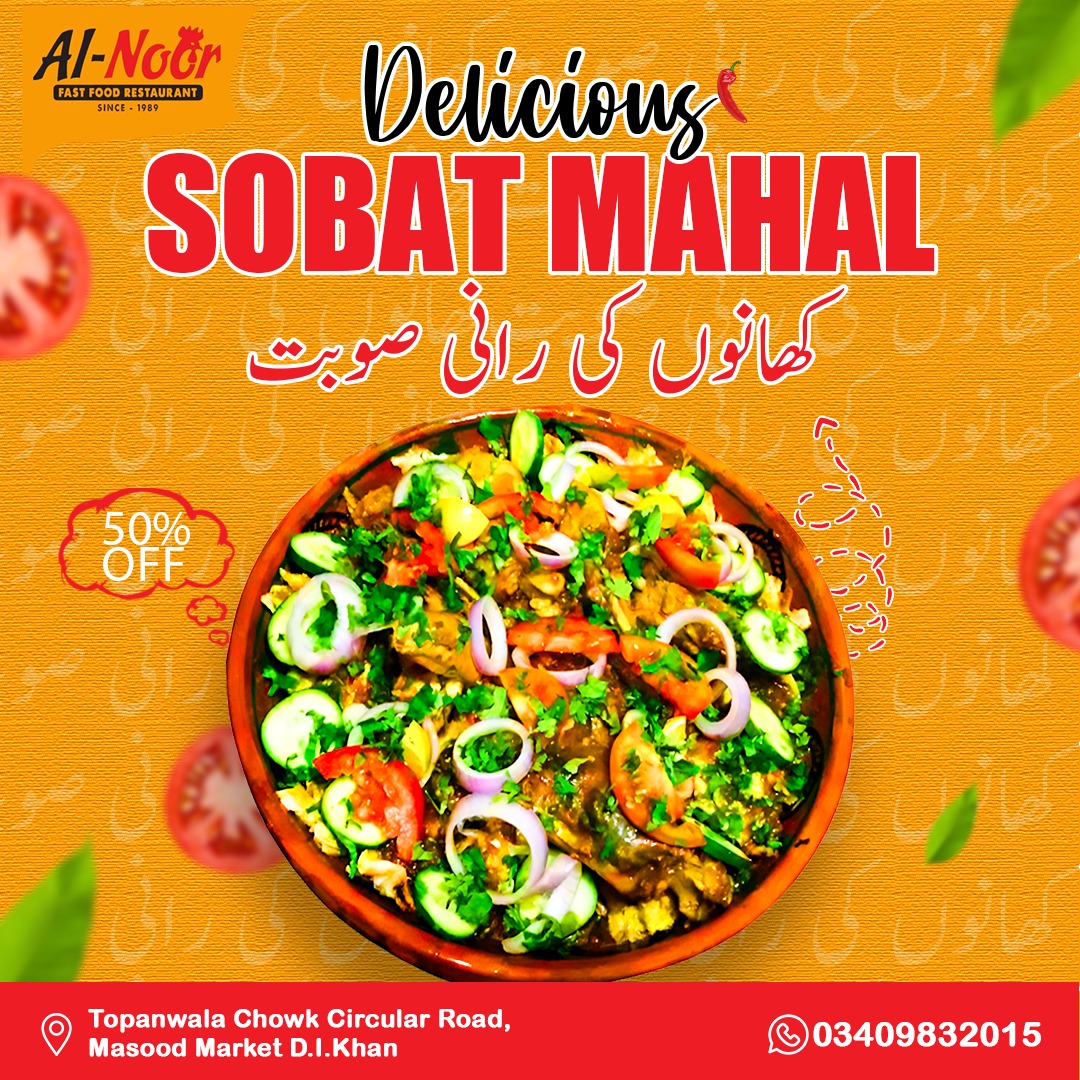 Al-Noor
FAST FOOD RESTAURANT
SINCE - 1989
Delicious
SOBAT MAHAL
کھانوں کی رانی صوبت
50%
OFF
Topanwala Chowk Circular Road,
Masood Market D.I.Khan
03409832015